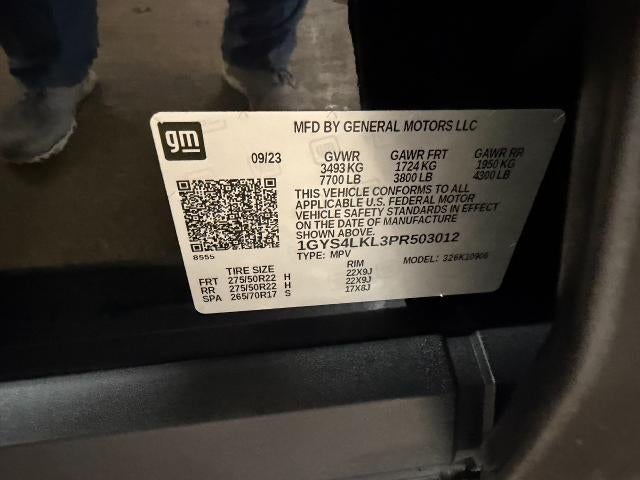 gm
MFD BY GENERAL MOTORS LLC
09/23 GVWR GAWR FRT GAWR RR
3493 KG 1724 KG 1950 KG
7700 LB 3800 LB 4300 LB
THIS VEHICLE CONFORMS TO ALL
APPLICABLE U.S. FEDERAL MOTOR
VEHICLE SAFETY STANDARDS IN EFFECT
ON THE DATE OF MANUFACTURE
SHOWN ABOVE.
1GYS4LKL3PR503012
8555
TYPE: MPV MODEL: 326K10906
TIRE SIZE RIM
FRT 275/50R22 H 22X9J
RR 275/50R22 H 22X9J
SPA 265/70R17 S 17X8J